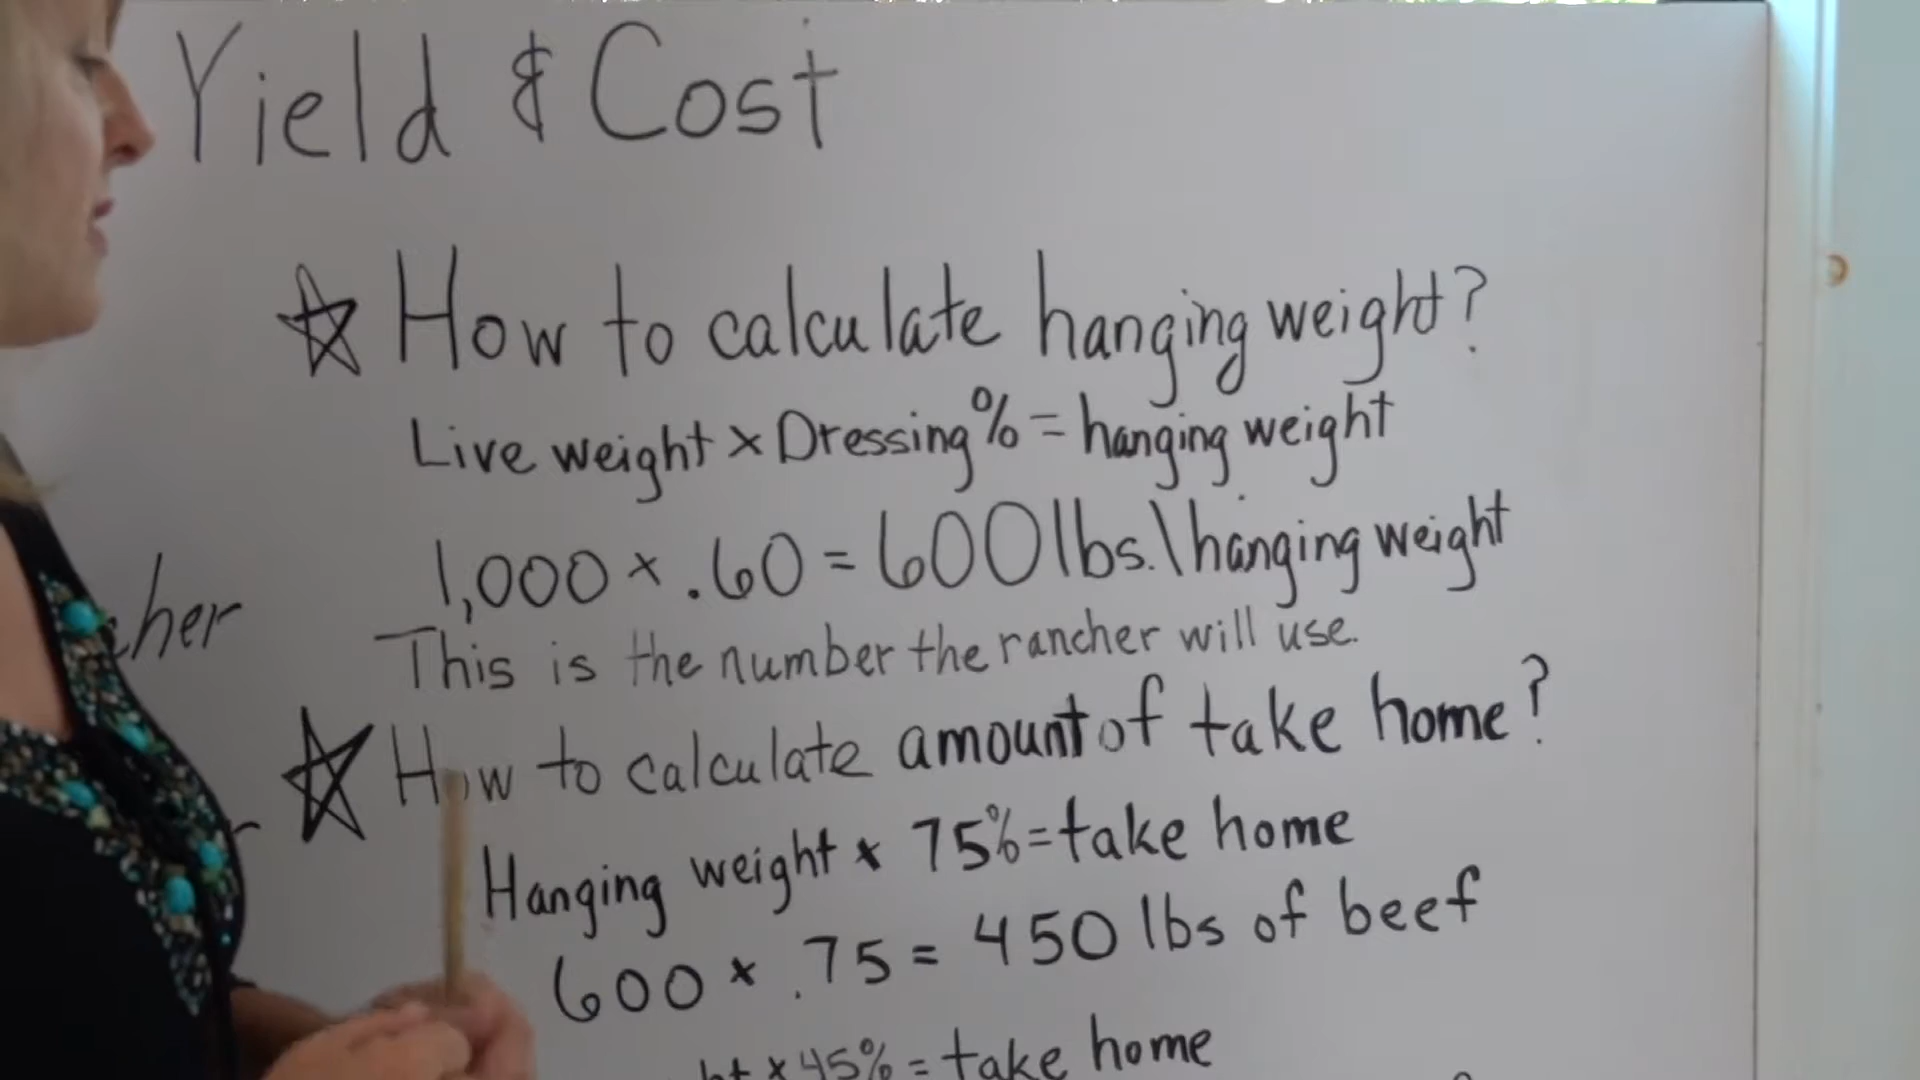 Yield & Cost
How to calculate hanging weight?
Live weight x Dressing % = hanging weight
1,000 x .60 = 600 lbs. \ hanging weight
This is the number the rancher will use.
How to calculate amount of take home?
Hanging weight x 75% = take home
600 x .75 = 450 lbs of beef
x 45% = take home